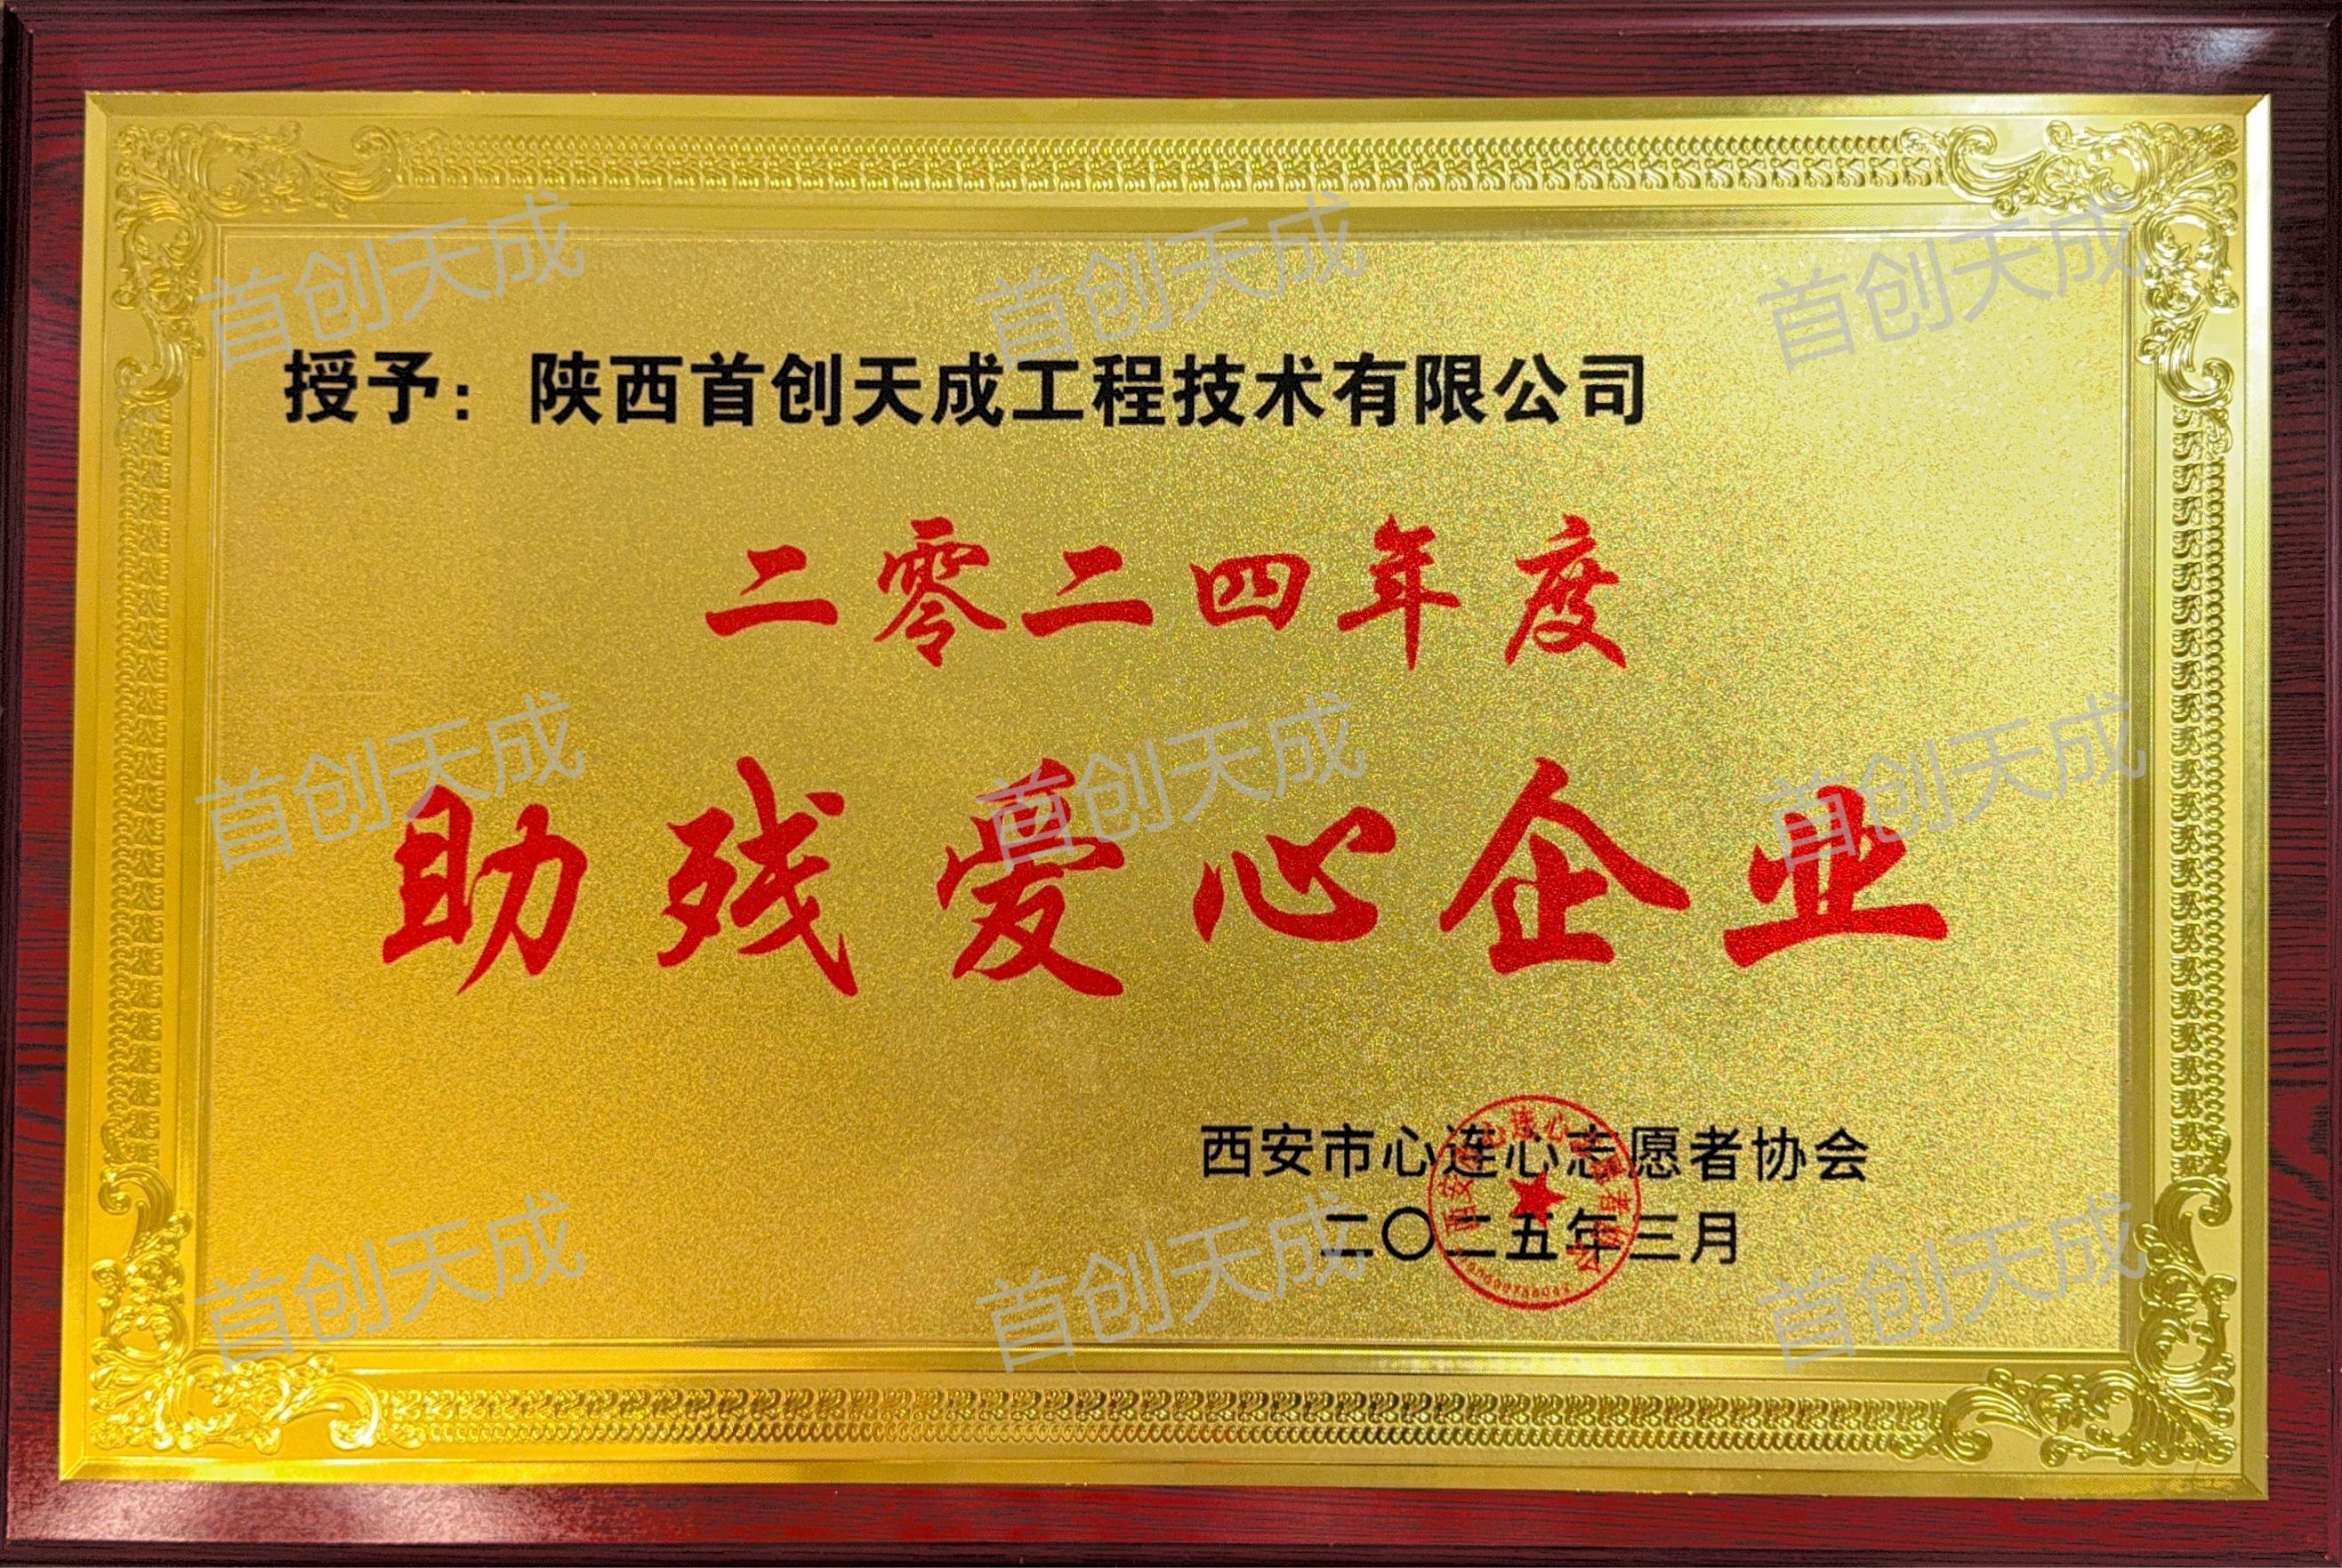 首创天成 首创天成 首创天成
授予：陕西首创天成工程技术有限公司
二零二四年度
首创天成 首创天成 首创天成
助残爱心企业
西安市心连心志愿者协会
二〇二五年三月
首创天成 首创天成 首创天成